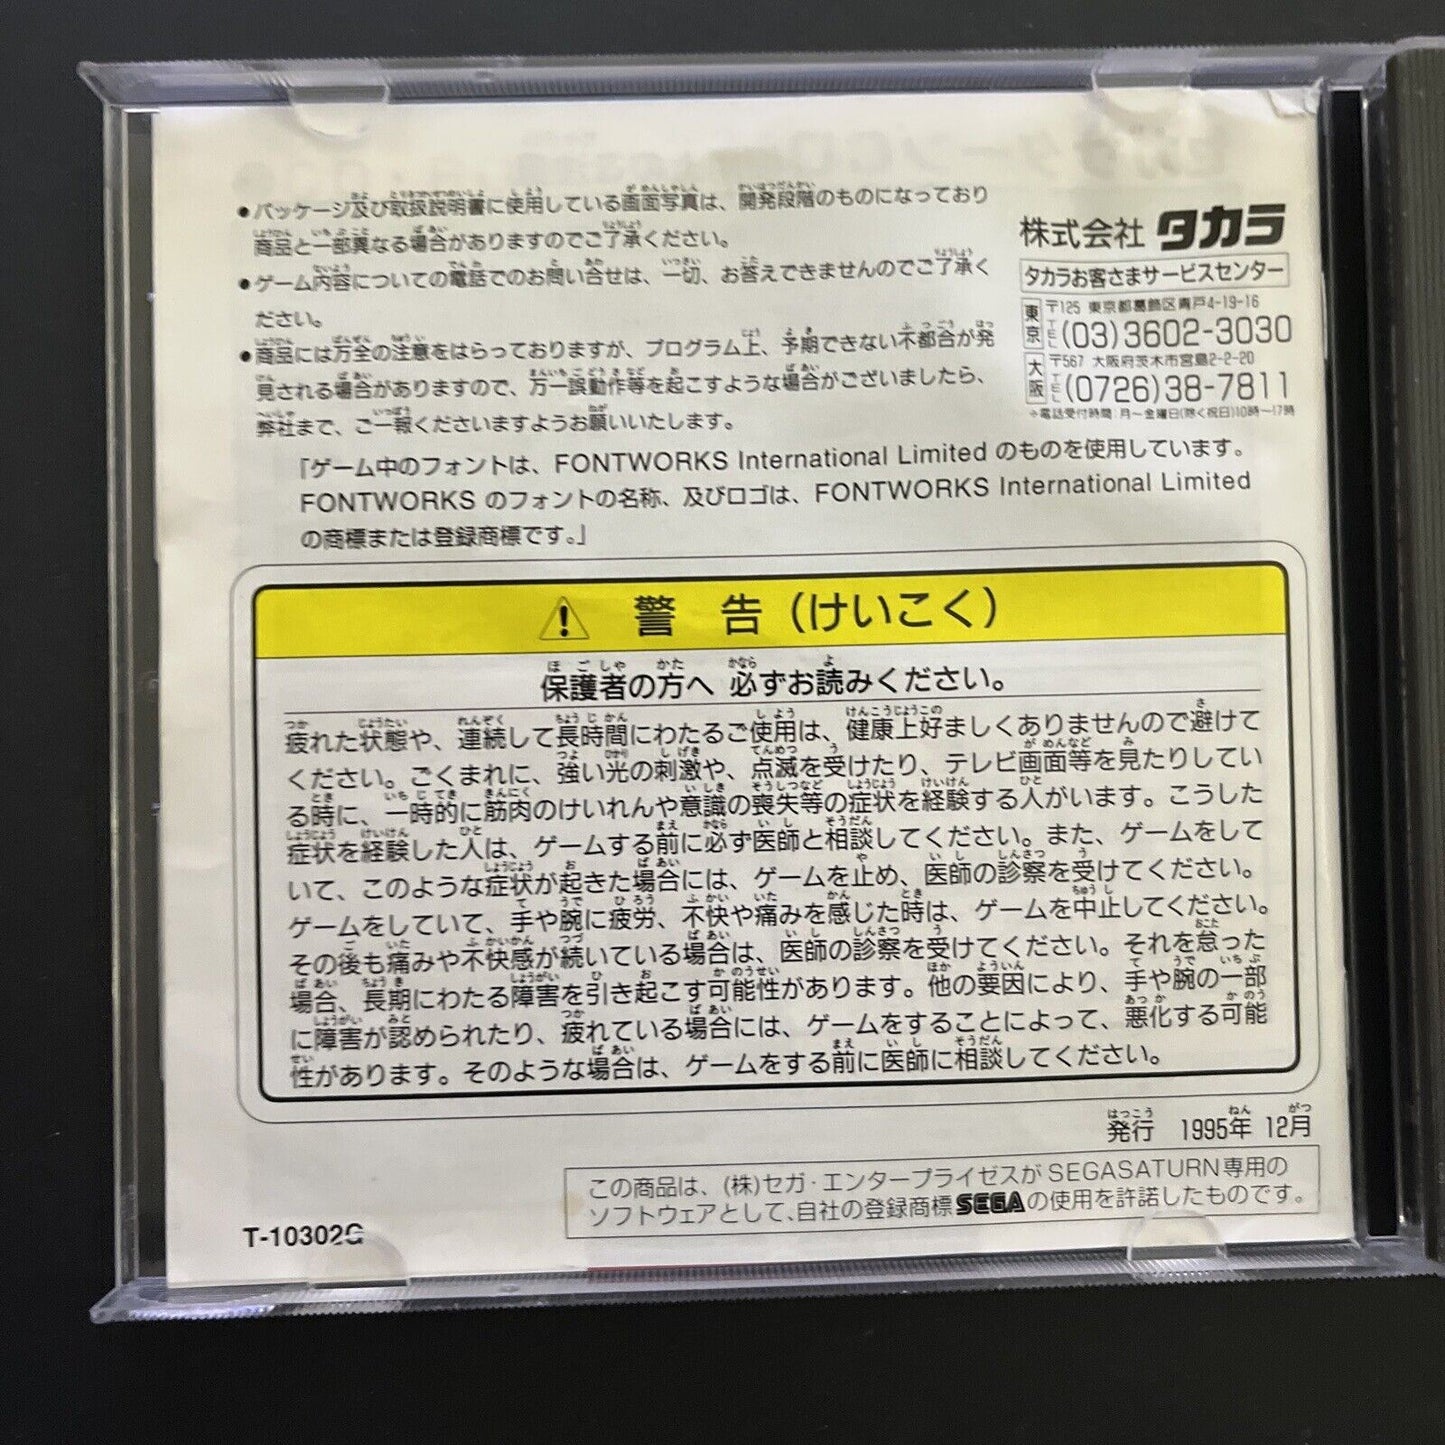 ●パッケージ及び取扱説明書に使用している画面写真は、開発段階のものになっており
商品と一部異なる場合がありますのでご了承ください。
●ゲーム内容についての電話でのお問い合せは、一切、お答えできませんのでご了承く
ださい。
●商品には万全の注意をはらっておりますが、プログラム上、予期できない不都合が発
見される場合がありますので、万一誤動作等を起こすような場合がございましたら、
弊社まで、ご一報くださいますようお願いいたします。
株式会社 タカラ
タカラお客さまサービスセンター
東京 〒125 東京都葛飾区青戸4-19-16
TEL (03)3602-3030
大阪 〒567 大阪府茨木市宮島2-2-20
TEL (0726)38-7811
※電話受付時間:月〜金曜日(除く祝日)10時〜17時
「ゲーム中のフォントは、FONTWORKS International Limited のものを使用しています。
FONTWORKS のフォントの名称、及びロゴは、FONTWORKS International Limited
の商標または登録商標です。」
⚠ 警 告(けいこく)
保護者の方へ 必ずお読みください。
疲れた状態や、連続して長時間にわたるご使用は、健康上好ましくありませんので避けて
ください。ごくまれに、強い光の刺激や、点滅を受けたり、テレビ画面等を見たりしてい
る時に、一時的に筋肉のけいれんや意識の喪失等の症状を経験する人がいます。こうした
症状を経験した人は、ゲームする前に必ず医師と相談してください。また、ゲームをして
いて、このような症状が起きた場合には、ゲームを止め、医師の診察を受けてください。
ゲームをしていて、手や腕に疲労、不快や痛みを感じた時は、ゲームを中止してください。
その後も痛みや不快感が続いている場合は、医師の診察を受けてください。それを怠った
場合、長期にわたる障害を引き起こす可能性があります。他の要因により、手や腕の一部
に障害が認められたり、疲れている場合には、ゲームをすることによって、悪化する可能
性があります。そのような場合は、ゲームをする前に医師に相談してください。
発行 1995年 12月
この商品は、(株)セガ・エンタープライゼスがSEGASATURN専用の
ソフトウェアとして、自社の登録商標SEGAの使用を許諾したものです。
T-10302G